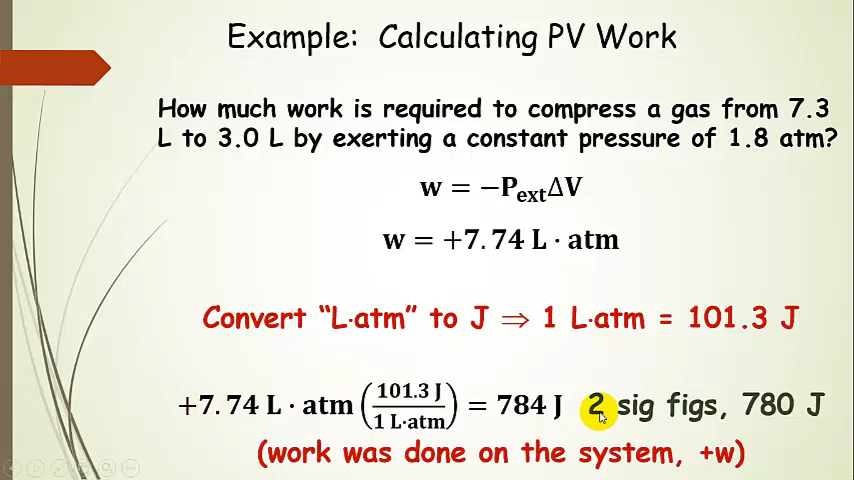 Example: Calculating PV Work
How much work is required to compress a gas from 7.3
L to 3.0 L by exerting a constant pressure of 1.8 atm?
w = −P_ext ΔV
w = +7.74 L · atm
Convert “L·atm” to J ⇒ 1 L·atm = 101.3 J
+7.74 L · atm (101.3 J / 1 L·atm) = 784 J 2 sig figs, 780 J
(work was done on the system, +w)